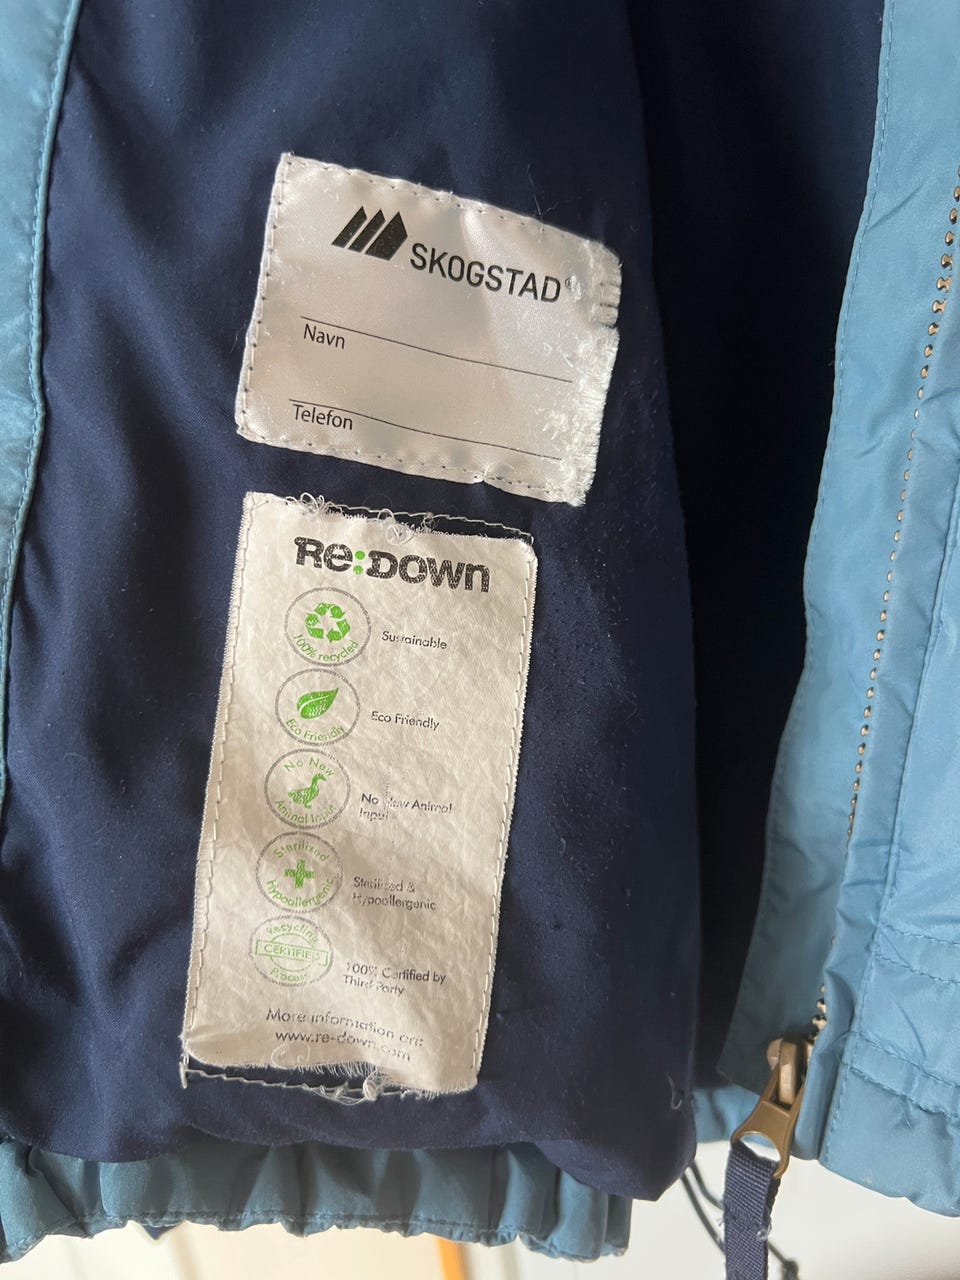 SKOGSTAD®
Navn
Telefon
Re:Down
100% recycled
Sustainable
Eco Friendly
Eco Friendly
No New
Animal Input
No New Animal
Input
Sterilized
Hypoallergenic
Sterilized &
Hypoallergenic
Recycling
CERTIFIED
Process
100% Certified by
Third Party
More information on:
www.re-down.com